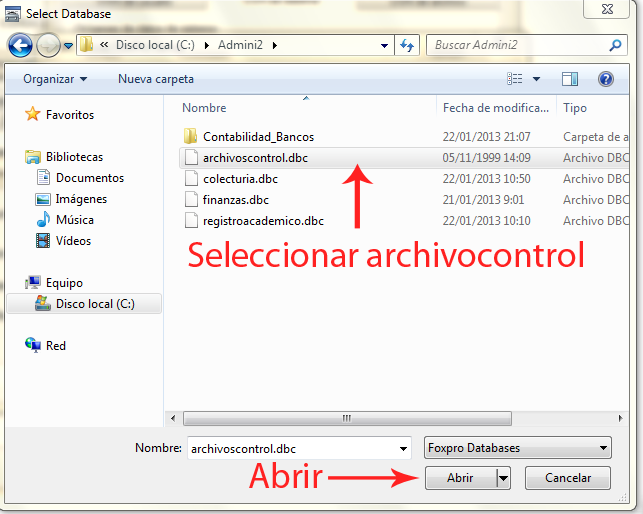 Select Database
« Disco local (C:) ▸ Admini2 ▸
Buscar Admini2
Organizar
Nueva carpeta
Nombre
Fecha de modifica...
Tipo
Favoritos
Bibliotecas
Documentos
Imágenes
Música
Vídeos
Equipo
Disco local (C:)
Red
Contabilidad_Bancos 22/01/2013 21:07 Carpeta de a
archivoscontrol.dbc 05/11/1999 14:09 Archivo DBC
colecturia.dbc 22/01/2013 10:50 Archivo DBC
finanzas.dbc 21/01/2013 9:01 Archivo DBC
registroacademico.dbc 22/01/2013 10:10 Archivo DBC
Seleccionar archivocontrol
Nombre: archivoscontrol.dbc
Foxpro Databases
Abrir
Abrir
Cancelar